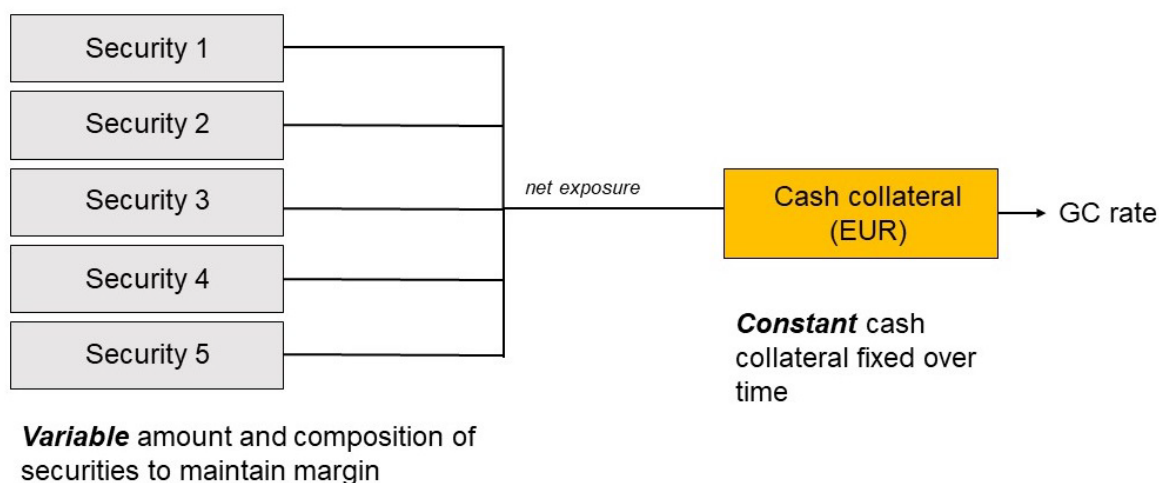 Security 1
Security 2
Security 3
Security 4
Security 5
net exposure
Cash collateral
(EUR)
GC rate
Constant cash
collateral fixed over
time
Variable amount and composition of
securities to maintain margin